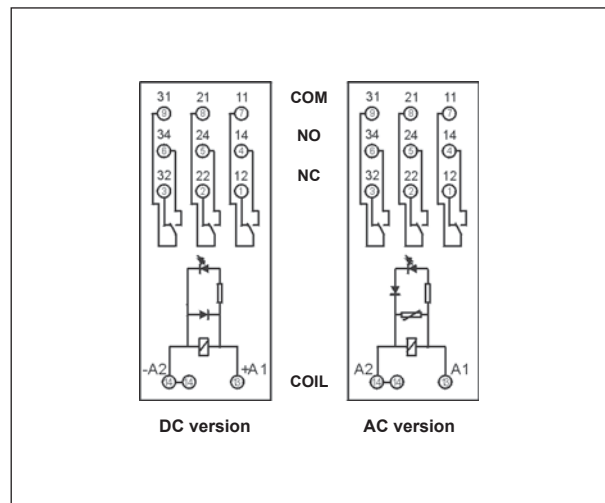 31 21 11 COM 31 21 11
9 8 7 9 8 7
34 24 14 NO 34 24 14
6 5 4 6 5 4
32 22 12 NC 32 22 12
3 2 1 3 2 1
-A2 +A1 A2 A1
14 14 13 COIL 14 14 13
DC version AC version